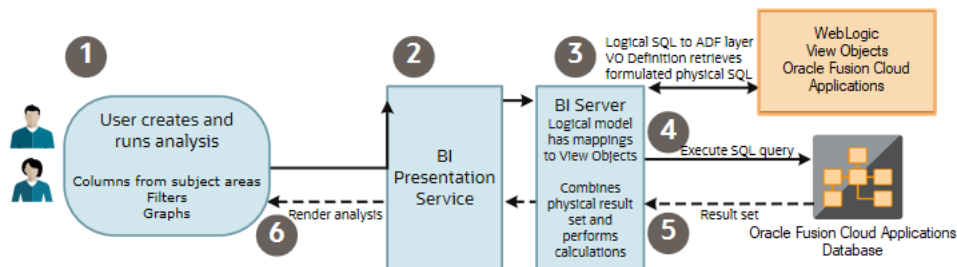 1
User creates and
runs analysis
Columns from subject areas
Filters
Graphs
2
BI
Presentation
Service
3
Logical SQL to ADF layer
VO Definition retrieves
formulated physical SQL
WebLogic
View Objects
Oracle Fusion Cloud
Applications
BI Server
Logical model
has mappings
to View Objects
Combines
physical result
set and
performs
calculations
4
Execute SQL query
5
Result set
Oracle Fusion Cloud Applications
Database
6
Render analysis